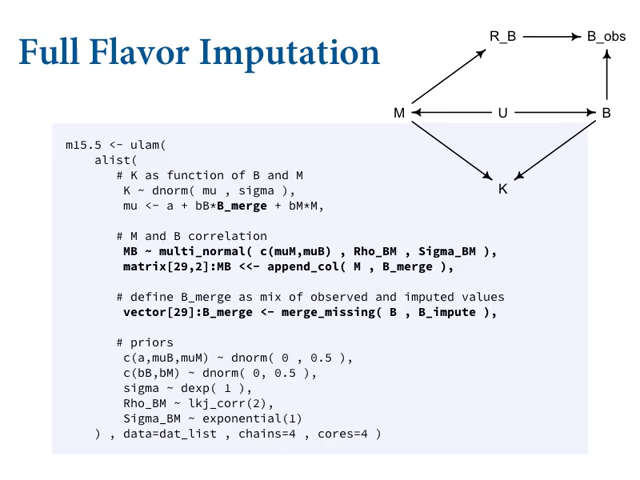 Full Flavor Imputation
R_B
B_obs
M
U
B
K
m15.5 <- ulam(
alist(
# K as function of B and M
K ~ dnorm( mu , sigma ),
mu <- a + bB*B_merge + bM*M,
# M and B correlation
MB ~ multi_normal( c(muM,muB) , Rho_BM , Sigma_BM ),
matrix[29,2]:MB <<- append_col( M , B_merge ),
# define B_merge as mix of observed and imputed values
vector[29]:B_merge <- merge_missing( B , B_impute ),
# priors
c(a,muB,muM) ~ dnorm( 0 , 0.5 ),
c(bB,bM) ~ dnorm( 0, 0.5 ),
sigma ~ dexp( 1 ),
Rho_BM ~ lkj_corr(2),
Sigma_BM ~ exponential(1)
) , data=dat_list , chains=4 , cores=4 )